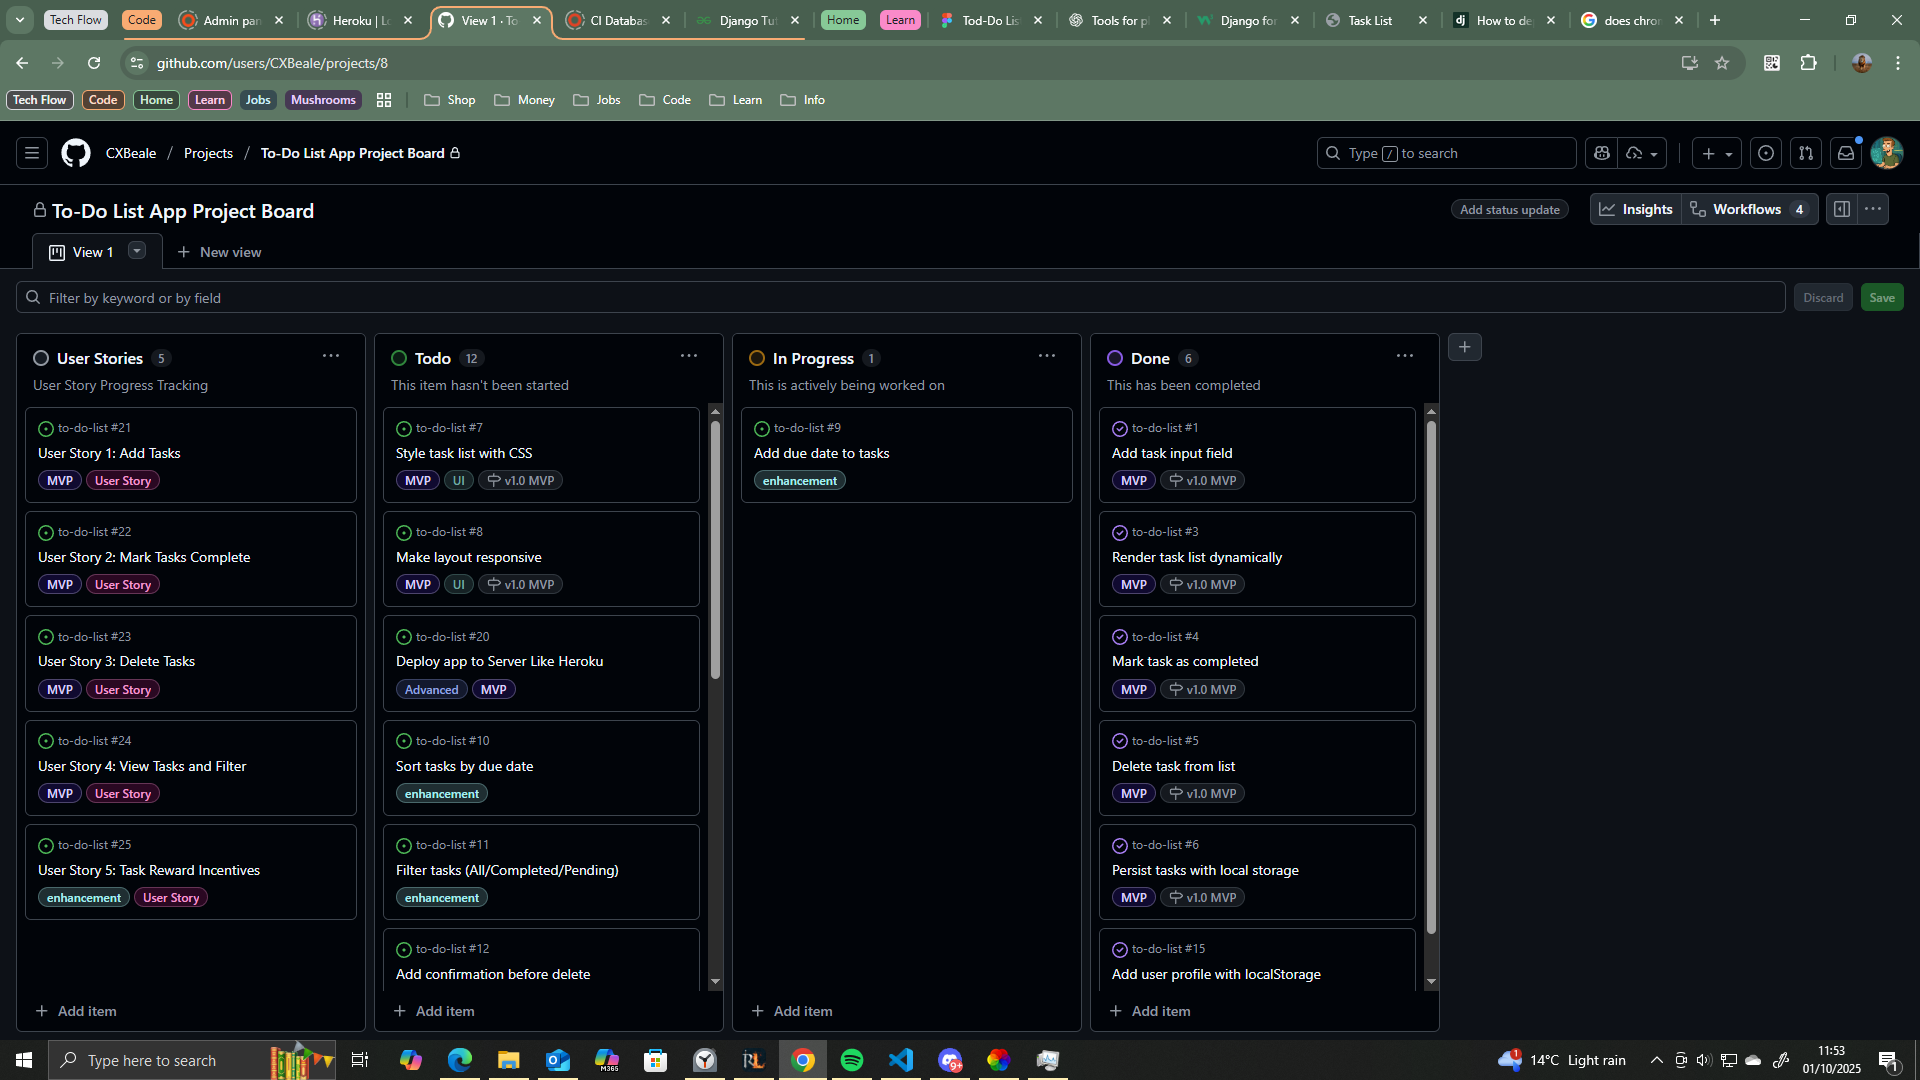 Tech Flow
Code
Admin pan
Heroku | Lo
View 1 · To
CI Databas
Django Tut
Home
Learn
Tod-Do Lis
Tools for pl
Django for
Task List
How to de
does chror
github.com/users/CXBeale/projects/8
Tech Flow
Code
Home
Learn
Jobs
Mushrooms
Shop
Money
Jobs
Code
Learn
Info
CXBeale / Projects / To-Do List App Project Board
Type / to search
To-Do List App Project Board
Add status update
Insights
Workflows 4
View 1
New view
Filter by keyword or by field
Discard
Save
User Stories 5
User Story Progress Tracking
to-do-list #21
User Story 1: Add Tasks
MVP User Story
to-do-list #22
User Story 2: Mark Tasks Complete
MVP User Story
to-do-list #23
User Story 3: Delete Tasks
MVP User Story
to-do-list #24
User Story 4: View Tasks and Filter
MVP User Story
to-do-list #25
User Story 5: Task Reward Incentives
enhancement User Story
Add item
Todo 12
This item hasn't been started
to-do-list #7
Style task list with CSS
MVP UI v1.0 MVP
to-do-list #8
Make layout responsive
MVP UI v1.0 MVP
to-do-list #20
Deploy app to Server Like Heroku
Advanced MVP
to-do-list #10
Sort tasks by due date
enhancement
to-do-list #11
Filter tasks (All/Completed/Pending)
enhancement
to-do-list #12
Add confirmation before delete
Add item
In Progress 1
This is actively being worked on
to-do-list #9
Add due date to tasks
enhancement
Add item
Done 6
This has been completed
to-do-list #1
Add task input field
MVP v1.0 MVP
to-do-list #3
Render task list dynamically
MVP v1.0 MVP
to-do-list #4
Mark task as completed
MVP v1.0 MVP
to-do-list #5
Delete task from list
MVP v1.0 MVP
to-do-list #6
Persist tasks with local storage
MVP v1.0 MVP
to-do-list #15
Add user profile with localStorage
Add item
Type here to search
M365
RL
9+
1
14°C Light rain
11:53
01/10/2025
1